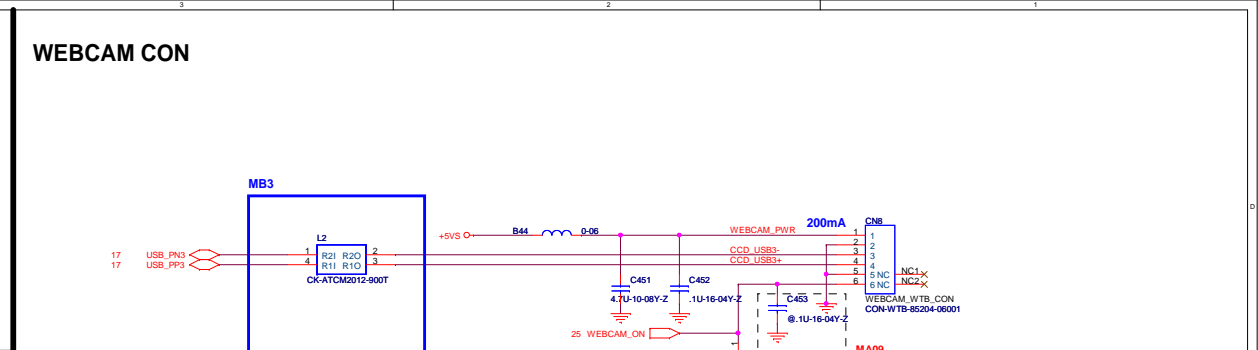 3 2 1
WEBCAM CON
D
MB3
200mA CN8
+5VS B44 0-06 WEBCAM_PWR 1 1
L2
2 2
17 USB_PN3 1 R2I R2O 2 CCD_USB3- 3 3
17 USB_PP3 4 R1I R1O 3 CCD_USB3+ 4 4
CK-ATCM2012-900T
5 5 NC NC1
6 6 NC NC2
C451 C452
4.7U-10-08Y-Z .1U-16-04Y-Z
C453 WEBCAM_WTB_CON
CON-WTB-85204-06001
@.1U-16-04Y-Z
25 WEBCAM_ON
1
MA09